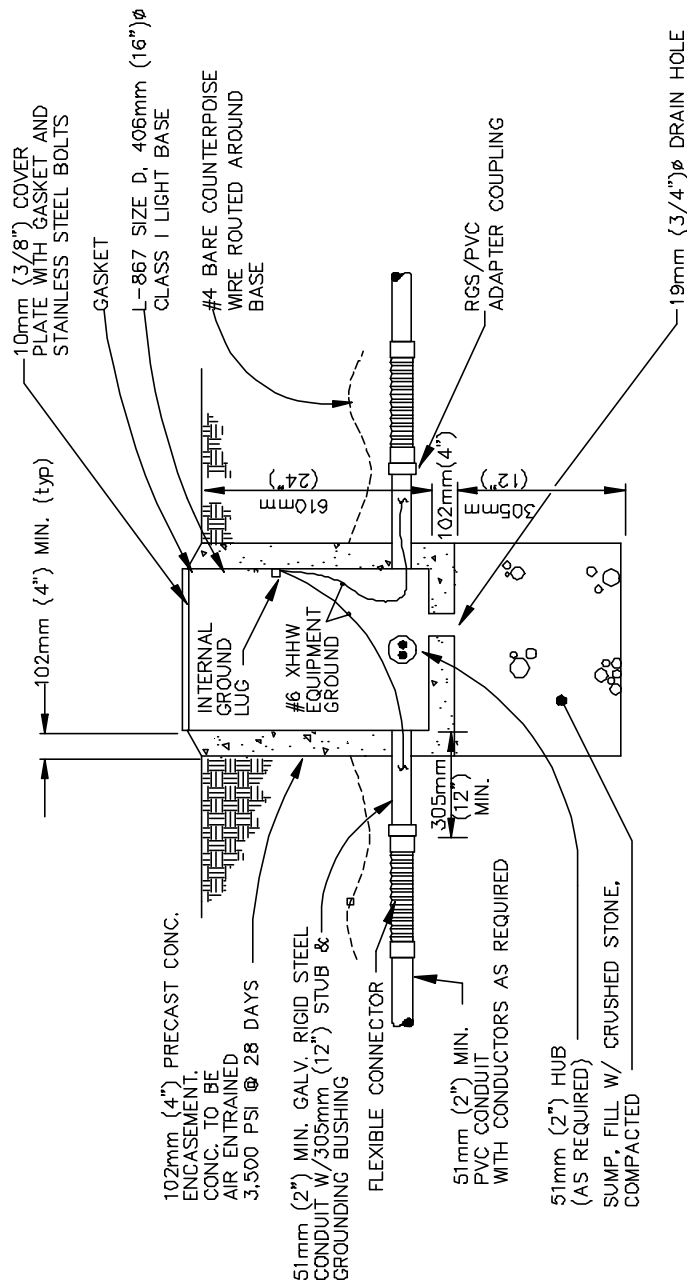 102mm (4") MIN. (typ)
10mm (3/8") COVER
PLATE WITH GASKET AND
STAINLESS STEEL BOLTS
GASKET
L-867 SIZE D, 406mm (16")ø
CLASS I LIGHT BASE
#4 BARE COUNTERPOISE
WIRE ROUTED AROUND
BASE
RGS/PVC
ADAPTER COUPLING
19mm (3/4")ø DRAIN HOLE
610mm
(24")
102mm(4")
305mm
(12")
INTERNAL
GROUND
LUG
#6 XHHW
EQUIPMENT
GROUND
305mm
(12")
MIN.
102mm (4") PRECAST CONC.
ENCASEMENT.
CONC. TO BE
AIR ENTRAINED
3,500 PSI @ 28 DAYS
51mm (2") MIN. GALV. RIGID STEEL
CONDUIT W/305mm (12") STUB &
GROUNDING BUSHING
FLEXIBLE CONNECTOR
51mm (2") MIN.
PVC CONDUIT
WITH CONDUCTORS AS REQUIRED
51mm (2") HUB
(AS REQUIRED)
SUMP, FILL W/ CRUSHED STONE,
COMPACTED